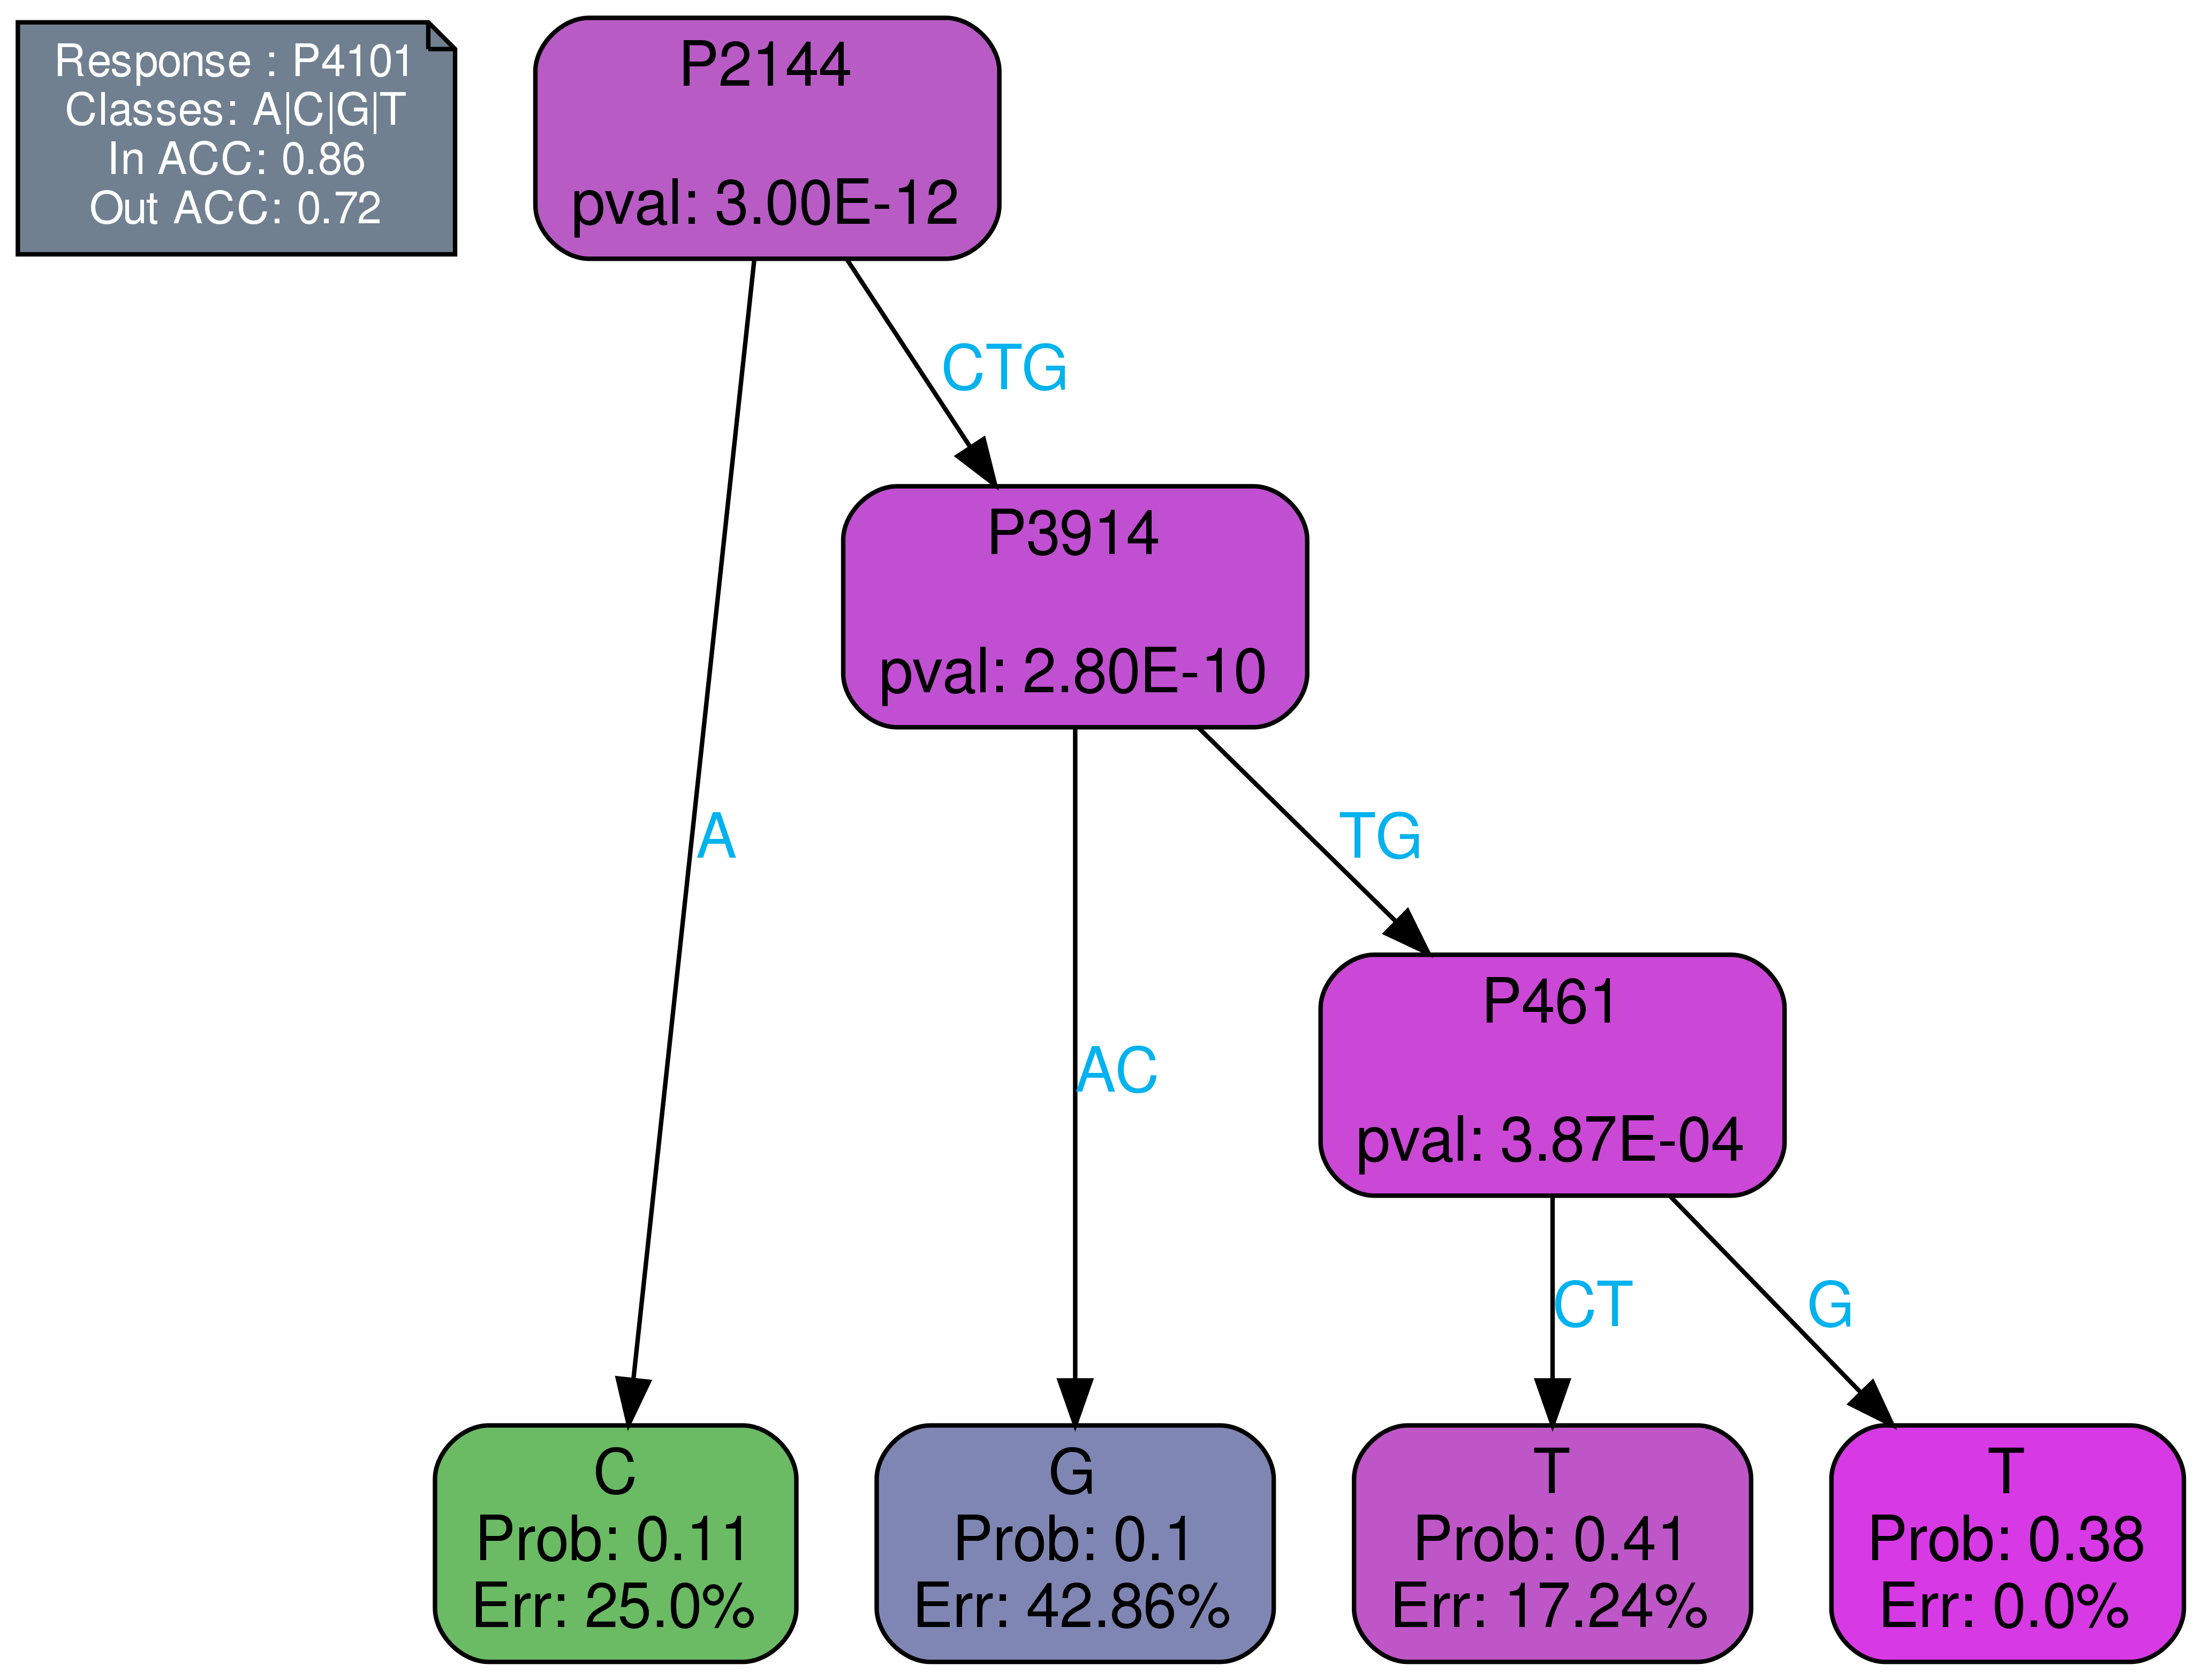 Response : P4101
Classes: A|C|G|T
In ACC: 0.86
Out ACC: 0.72
P2144
pval: 3.00E-12
CTG
P3914
pval: 2.80E-10
A
TG
P461
pval: 3.87E-04
AC
CT
G
C
Prob: 0.11
Err: 25.0%
G
Prob: 0.1
Err: 42.86%
T
Prob: 0.41
Err: 17.24%
T
Prob: 0.38
Err: 0.0%